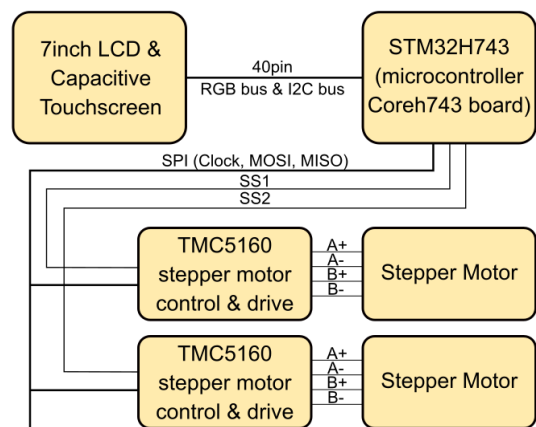 7inch LCD &
Capacitive
Touchscreen
40pin
RGB bus & I2C bus
STM32H743
(microcontroller
Coreh743 board)
SPI (Clock, MOSI, MISO)
SS1
SS2
TMC5160
stepper motor
control & drive
A+
A-
B+
B-
Stepper Motor
TMC5160
stepper motor
control & drive
A+
A-
B+
B-
Stepper Motor